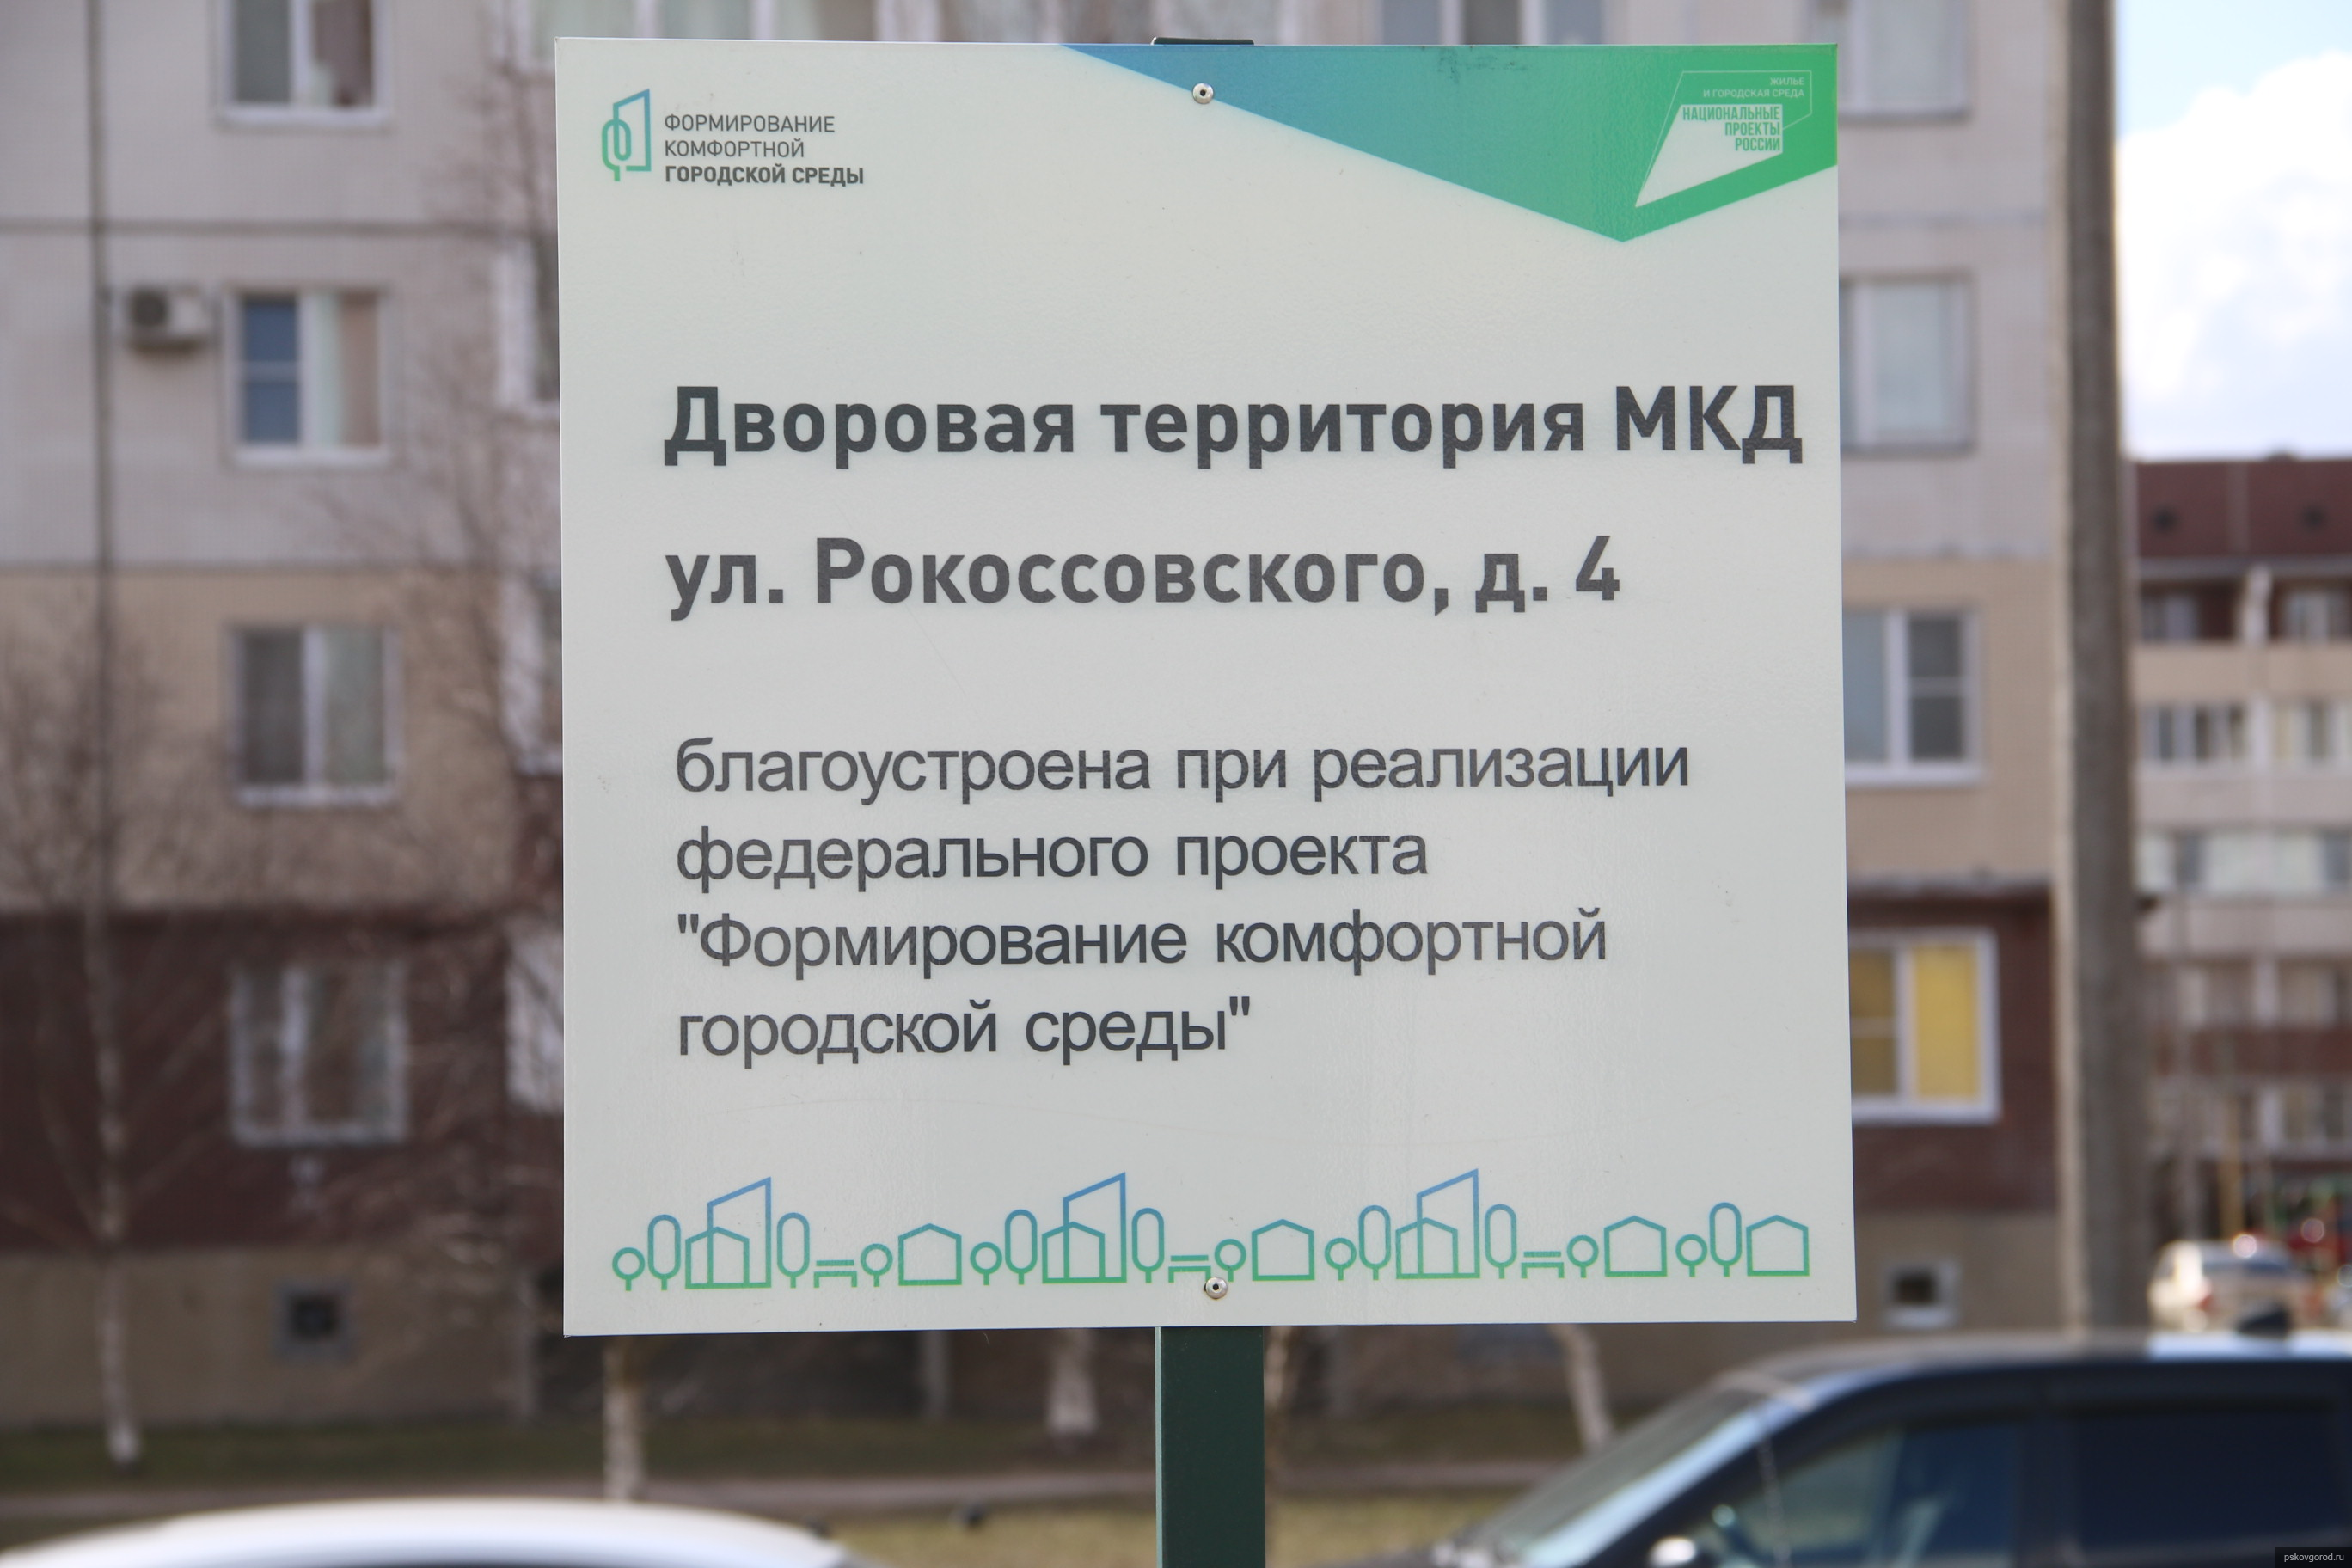 ФОРМИРОВАНИЕ
КОМФОРТНОЙ
ГОРОДСКОЙ СРЕДЫ
ЖИЛЬЕ
И ГОРОДСКАЯ СРЕДА
НАЦИОНАЛЬНЫЕ
ПРОЕКТЫ
РОССИИ
Дворовая территория МКД
ул. Рокоссовского, д. 4
благоустроена при реализации
федерального проекта
"Формирование комфортной
городской среды"
pskovgorod.ru